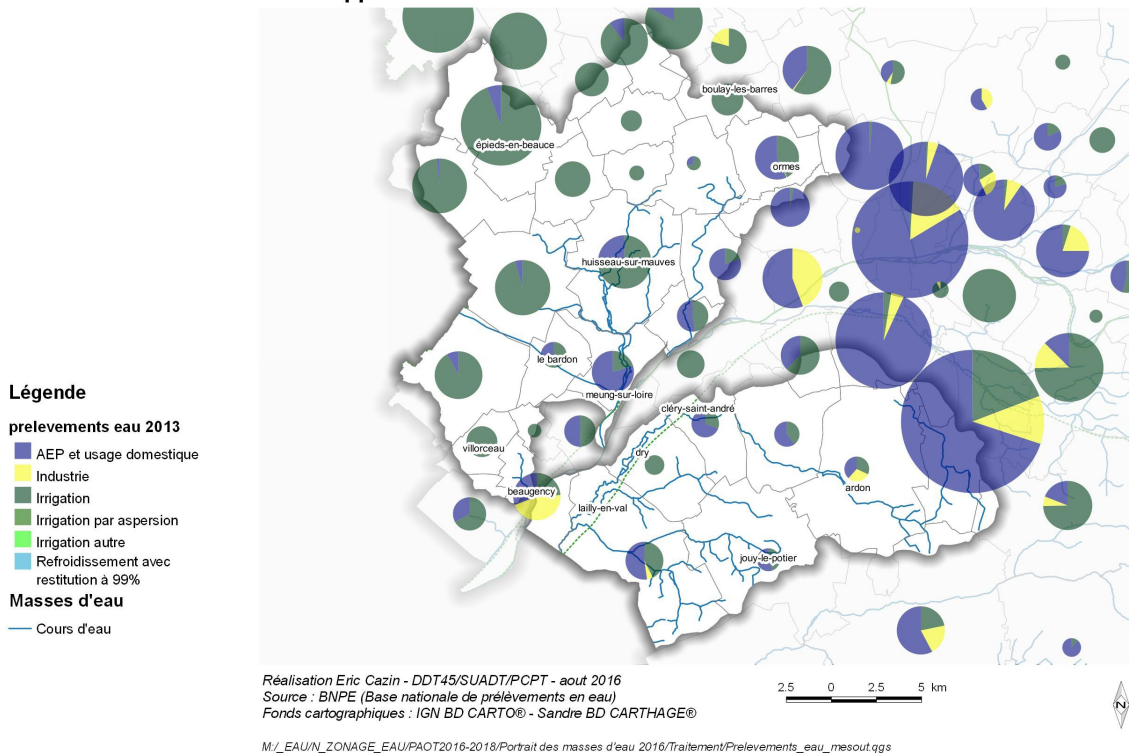 boulay-les-barres
épieds-en-beauce
ormes
huisseau-sur-mauves
le bardon
meung-sur-loire
cléry-saint-andré
villorceau
dry
beaugency
ardon
lailly-en-val
jouy-le-potier
Légende
prelevements eau 2013
AEP et usage domestique
Industrie
Irrigation
Irrigation par aspersion
Irrigation autre
Refroidissement avec
restitution à 99%
Masses d'eau
Cours d'eau
Réalisation Eric Cazin - DDT45/SUADT/PCPT - aout 2016
Source : BNPE (Base nationale de prélèvements en eau)
Fonds cartographiques : IGN BD CARTO® - Sandre BD CARTHAGE®
2.5 0 2.5 5 km
N
M:/_EAU/N_ZONAGE_EAU/PAOT2016-2018/Portrait des masses d'eau 2016/Traitement/Prelevements_eau_mesout.qgs